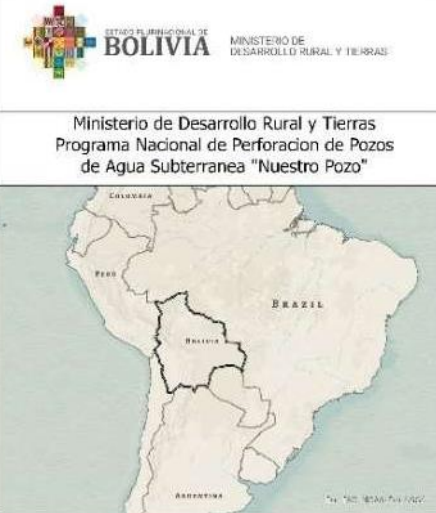 ESTADO PLURINACIONAL DE
BOLIVIA
MINISTERIO DE
DESARROLLO RURAL Y TIERRAS
Ministerio de Desarrollo Rural y Tierras
Programa Nacional de Perforacion de Pozos
de Agua Subterranea "Nuestro Pozo"
COLOMBIA
PERÚ
BRAZIL
BOLIVIA
ARGENTINA